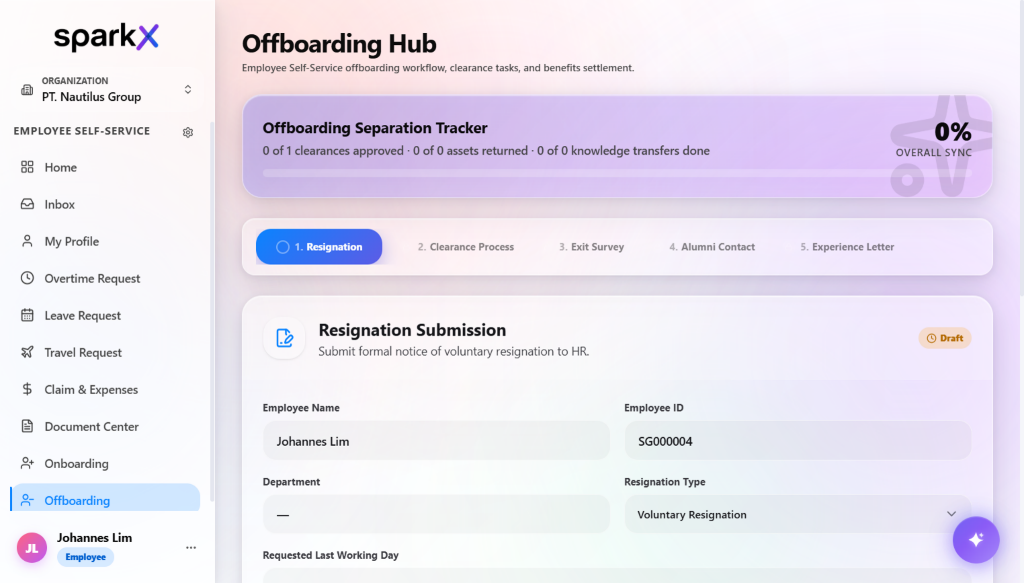 sparkX
ORGANIZATION
PT. Nautilus Group
EMPLOYEE SELF-SERVICE
Home
Inbox
My Profile
Overtime Request
Leave Request
Travel Request
Claim & Expenses
Document Center
Onboarding
Offboarding
JL
Johannes Lim
Employee
Offboarding Hub
Employee Self-Service offboarding workflow, clearance tasks, and benefits settlement.
Offboarding Separation Tracker
0 of 1 clearances approved · 0 of 0 assets returned · 0 of 0 knowledge transfers done
0%
OVERALL SYNC
1. Resignation
2. Clearance Process
3. Exit Survey
4. Alumni Contact
5. Experience Letter
Resignation Submission
Submit formal notice of voluntary resignation to HR.
Draft
Employee Name
Johannes Lim
Employee ID
SG000004
Department
—
Resignation Type
Voluntary Resignation
Requested Last Working Day